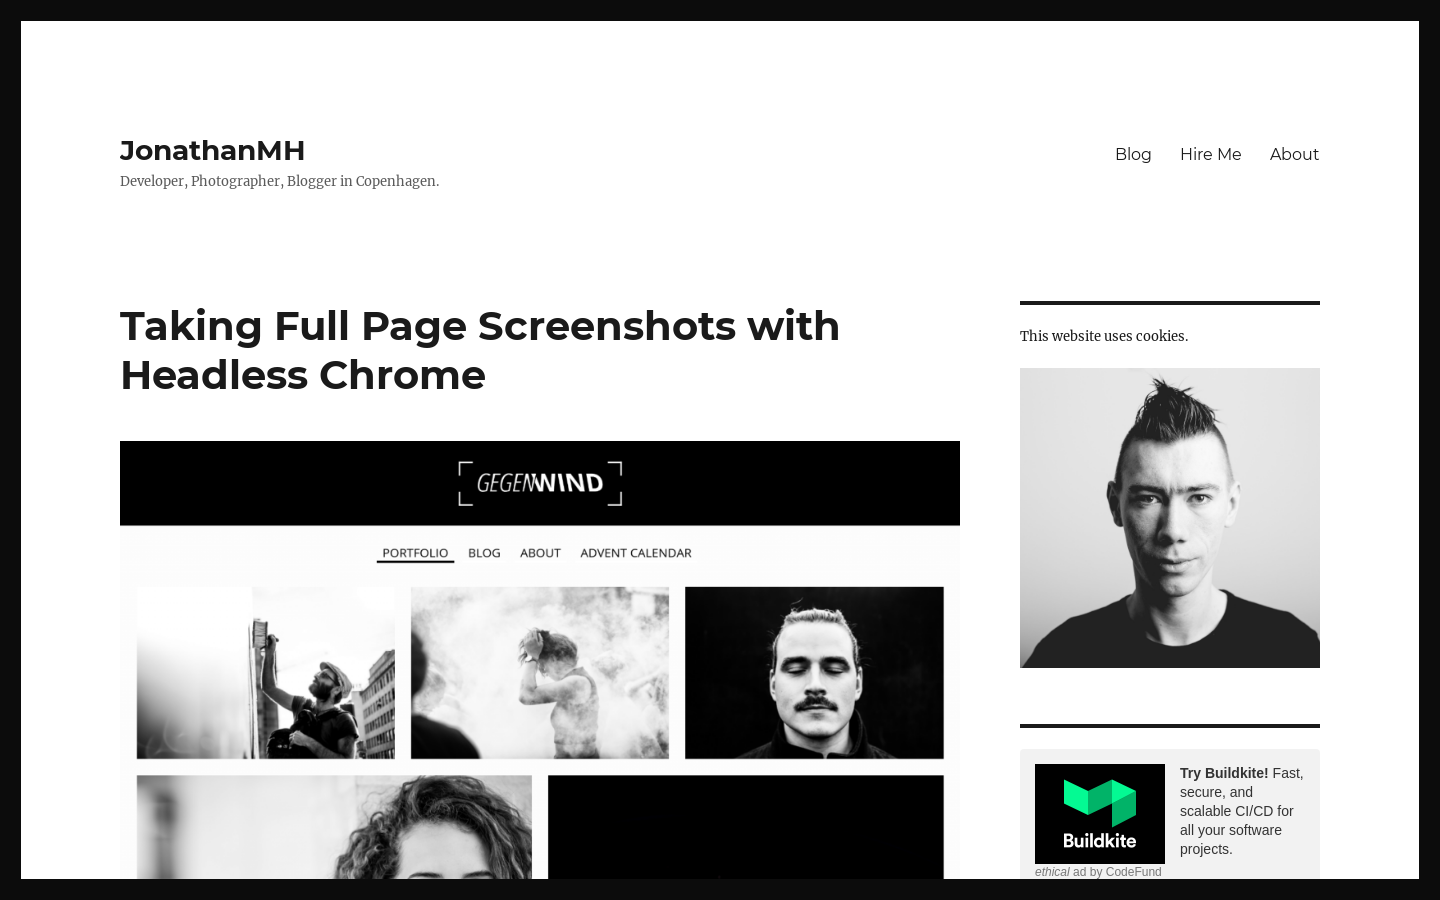 JonathanMH
Developer, Photographer, Blogger in Copenhagen.
Blog Hire Me About
Taking Full Page Screenshots with
Headless Chrome
GEGENWIND
PORTFOLIO BLOG ABOUT ADVENT CALENDAR
This website uses cookies.
Buildkite
Try Buildkite! Fast,
secure, and
scalable CI/CD for
all your software
projects.
ethical ad by CodeFund